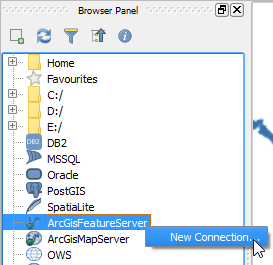 Browser Panel
Home
Favourites
C:/
D:/
E:/
DB2
DB2
MSSQL
Oracle
PostGIS
SpatiaLite
ArcGisFeatureServer
New Connection...
ArcGisMapServer
OWS